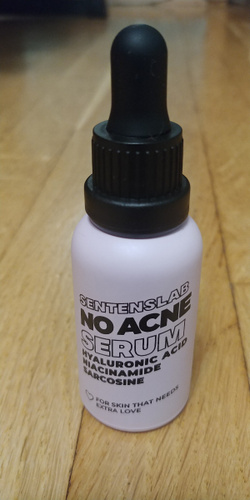 SENTENSLAB
NO ACNE
SERUM
HYALURONIC ACID
NIACINAMIDE
SARCOSINE
FOR SKIN THAT NEEDS
EXTRA LOVE